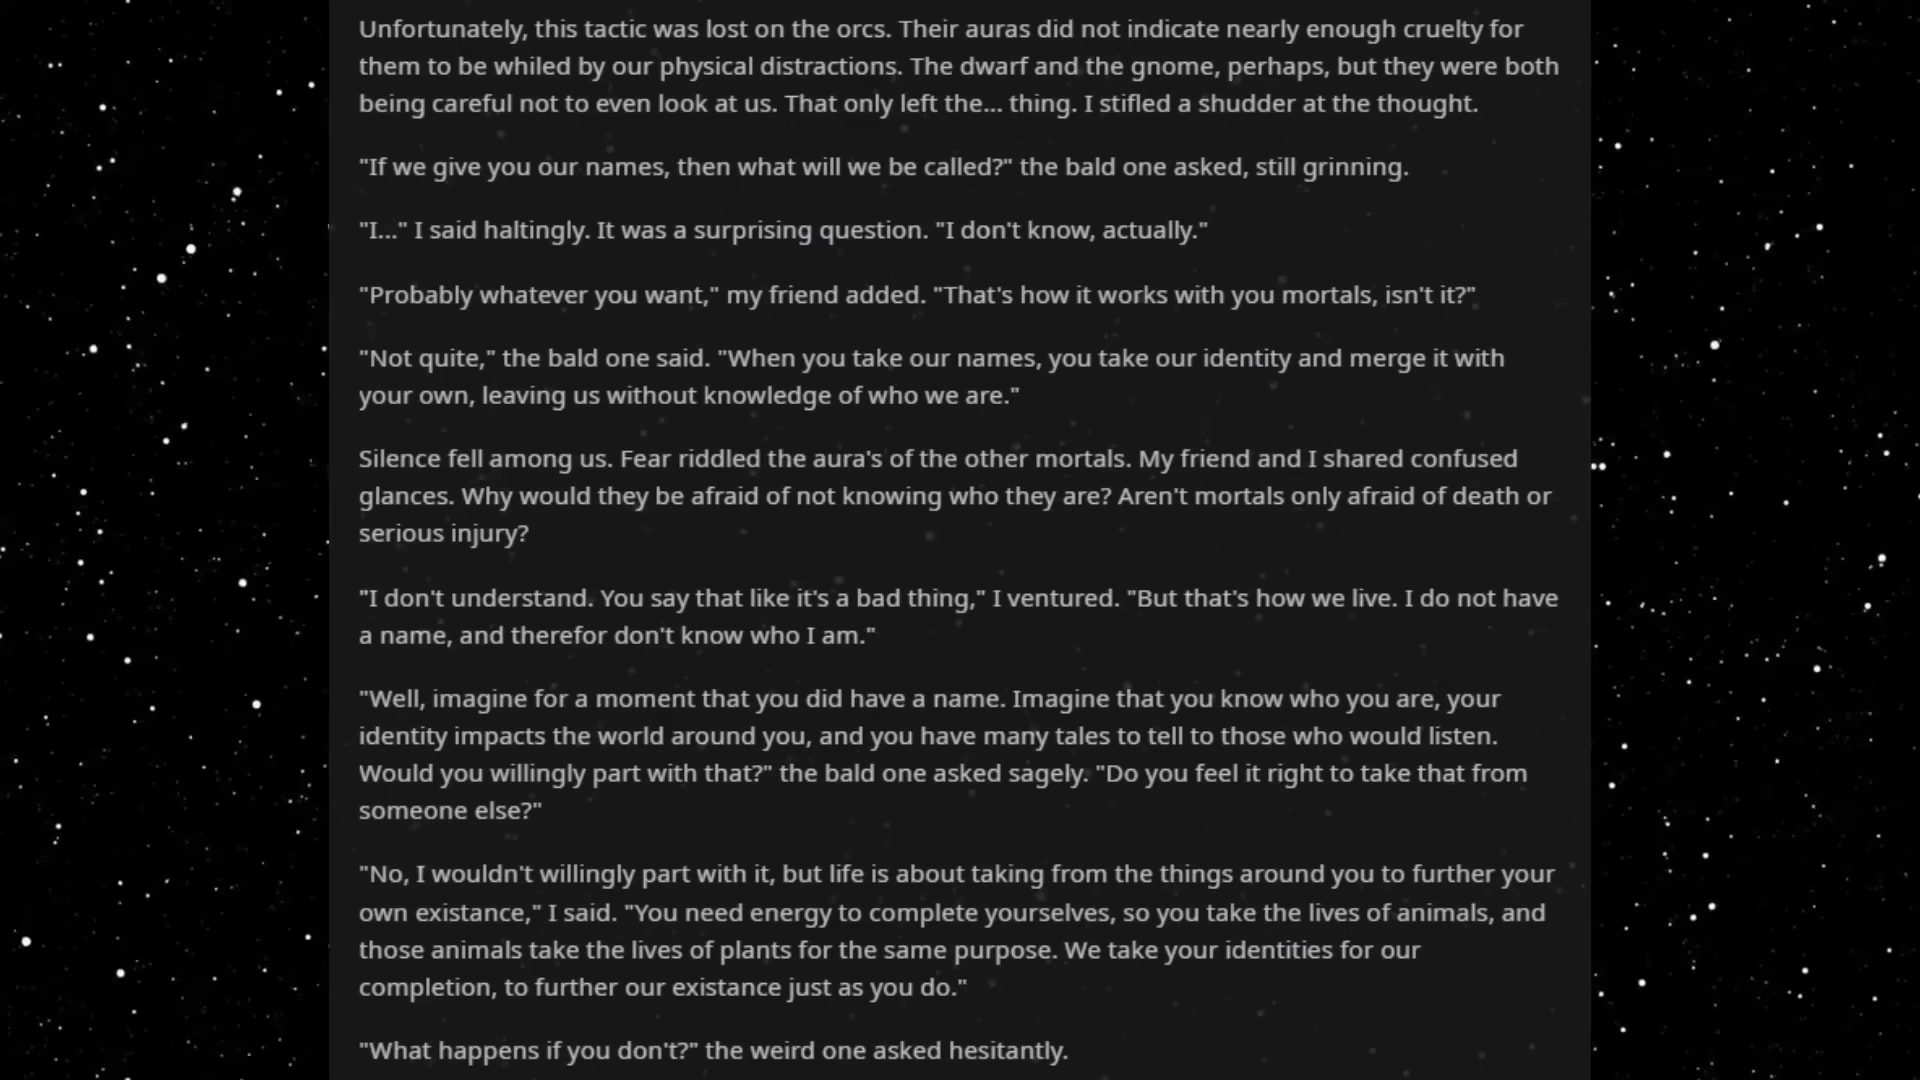 Unfortunately, this tactic was lost on the orcs. Their auras did not indicate nearly enough cruelty for
them to be whiled by our physical distractions. The dwarf and the gnome, perhaps, but they were both
being careful not to even look at us. That only left the... thing. I stifled a shudder at the thought.
"If we give you our names, then what will we be called?" the bald one asked, still grinning.
"I..." I said haltingly. It was a surprising question. "I don't know, actually."
"Probably whatever you want," my friend added. "That's how it works with you mortals, isn't it?"
"Not quite," the bald one said. "When you take our names, you take our identity and merge it with
your own, leaving us without knowledge of who we are."
Silence fell among us. Fear riddled the aura's of the other mortals. My friend and I shared confused
glances. Why would they be afraid of not knowing who they are? Aren't mortals only afraid of death or
serious injury?
"I don't understand. You say that like it's a bad thing," I ventured. "But that's how we live. I do not have
a name, and therefor don't know who I am."
"Well, imagine for a moment that you did have a name. Imagine that you know who you are, your
identity impacts the world around you, and you have many tales to tell to those who would listen.
Would you willingly part with that?" the bald one asked sagely. "Do you feel it right to take that from
someone else?"
"No, I wouldn't willingly part with it, but life is about taking from the things around you to further your
own existance," I said. "You need energy to complete yourselves, so you take the lives of animals, and
those animals take the lives of plants for the same purpose. We take your identities for our
completion, to further our existance just as you do."
"What happens if you don't?" the weird one asked hesitantly.